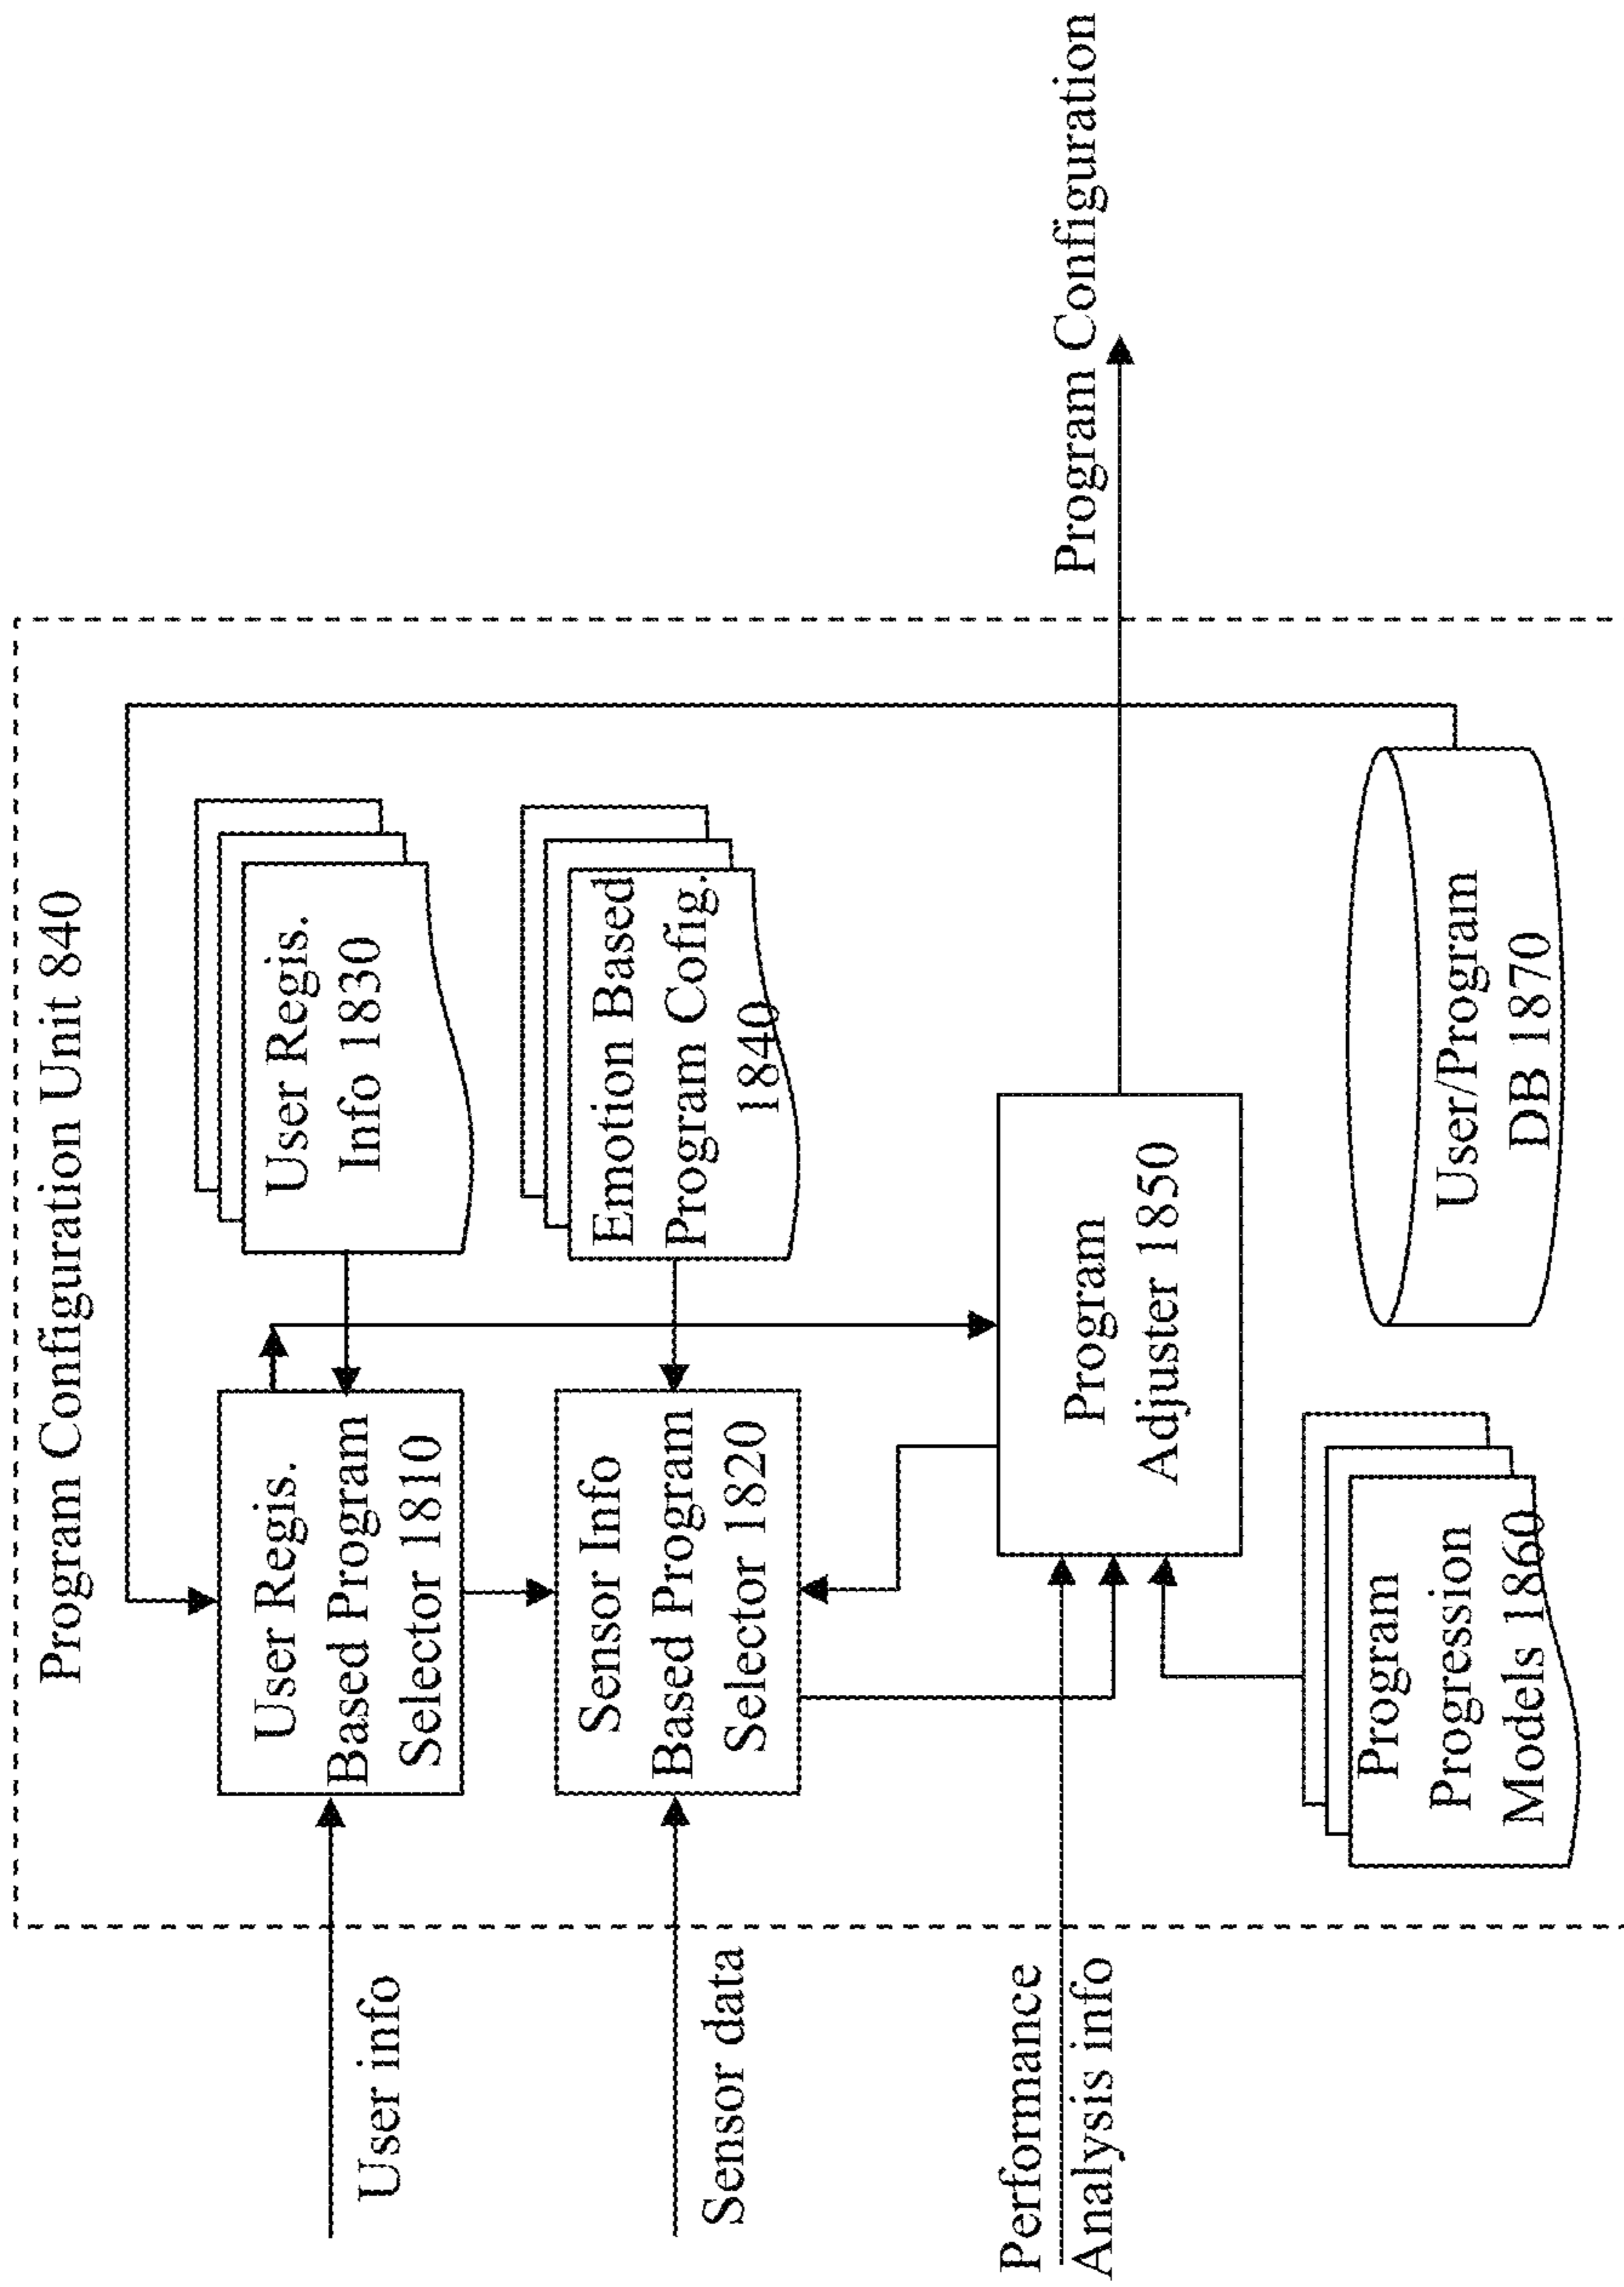 Program Configuration Unit 840
User info
User Regis.
Based Program
Selector 1810
User Regis.
Info 1830
Sensor data
Sensor Info
Based Program
Selector 1820
Emotion Based
Program Cofig.
1840
Performance
Analysis info
Program
Adjuster 1850
Program Configuration
Program
Progression
Models 1860
User/Program
DB 1870